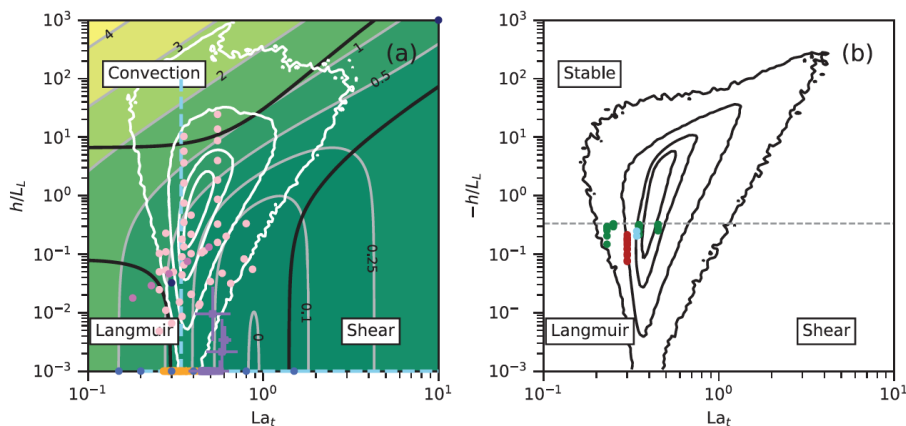 (a)
Convection
Langmuir
Shear
4
3
2
1
0.5
0.25
0.1
0
10³
10²
10¹
10⁰
10⁻¹
10⁻²
10⁻³
h/L_L
10⁻¹
10⁰
10¹
La_t
(b)
Stable
Langmuir
Shear
10³
10²
10¹
10⁰
10⁻¹
10⁻²
10⁻³
−h/L_L
10⁻¹
10⁰
10¹
La_t